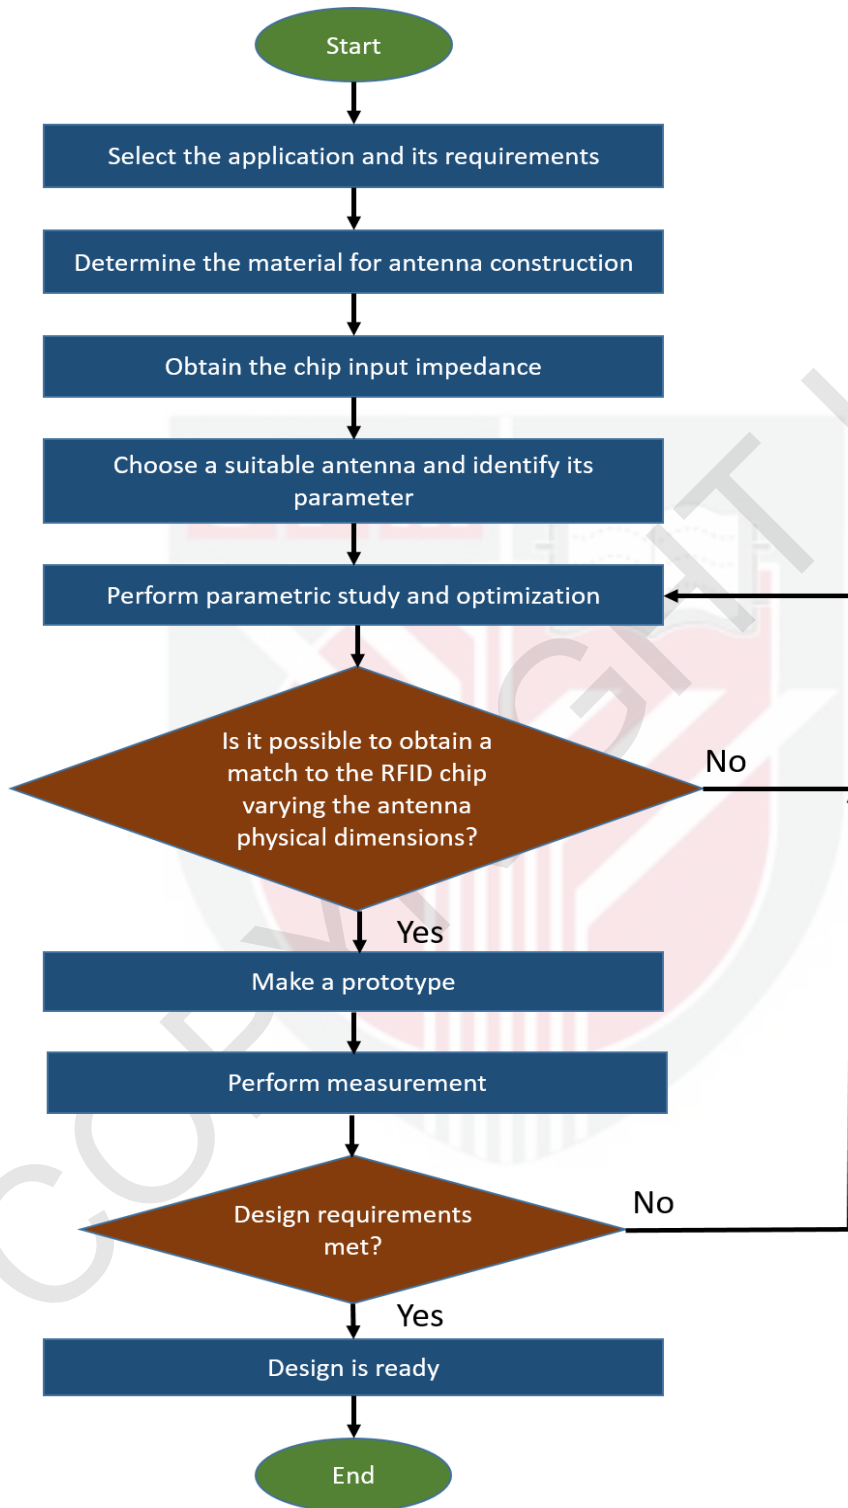 Start
Select the application and its requirements
Determine the material for antenna construction
Obtain the chip input impedance
Choose a suitable antenna and identify its
parameter
Perform parametric study and optimization
Is it possible to obtain a
match to the RFID chip
varying the antenna
physical dimensions?
No
Yes
Make a prototype
Perform measurement
Design requirements
met?
No
Yes
Design is ready
End
COPYRIGHT